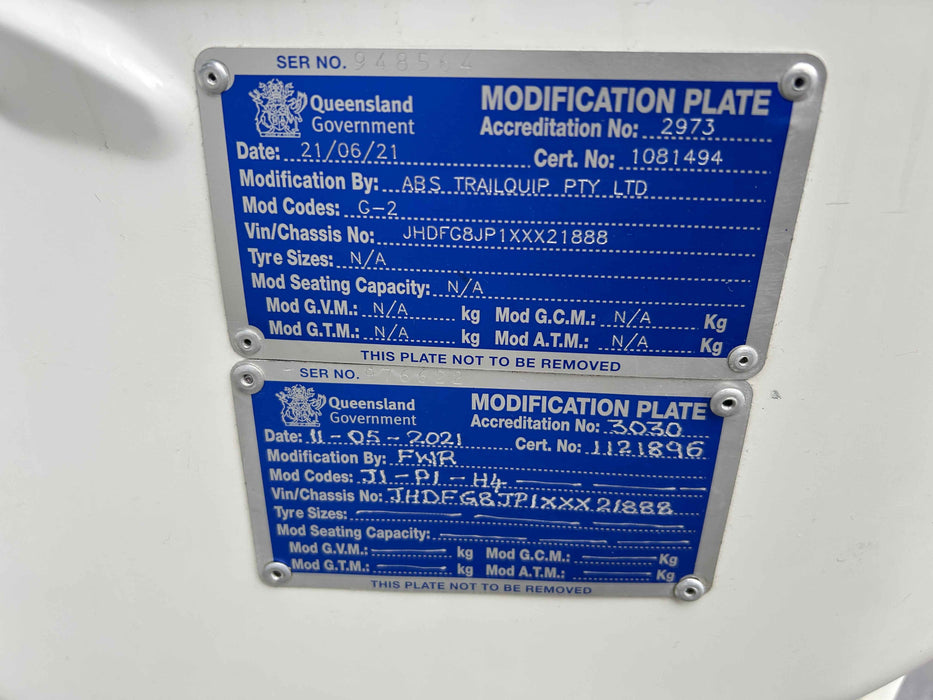 SER NO. 948564
Queensland
Government
MODIFICATION PLATE
Accreditation No: 2973
Date: 21/06/21 Cert. No: 1081494
Modification By: ABS TRAILQUIP PTY LTD
Mod Codes: G-2
Vin/Chassis No: JHDFG8JP1XXX21888
Tyre Sizes: N/A
Mod Seating Capacity: N/A
Mod G.V.M.: N/A kg Mod G.C.M.: N/A Kg
Mod G.T.M.: N/A kg Mod A.T.M.: N/A Kg
THIS PLATE NOT TO BE REMOVED
SER NO.
Queensland
Government
MODIFICATION PLATE
Accreditation No: 3030
Date: 11-05-2021 Cert. No: 1121896
Modification By: FWR
Mod Codes: J1-P1-H4
Vin/Chassis No: JHDFG8JP1XXX21888
Tyre Sizes:
Mod Seating Capacity:
Mod G.V.M.: kg Mod G.C.M.: Kg
Mod G.T.M.: kg Mod A.T.M.: Kg
THIS PLATE NOT TO BE REMOVED